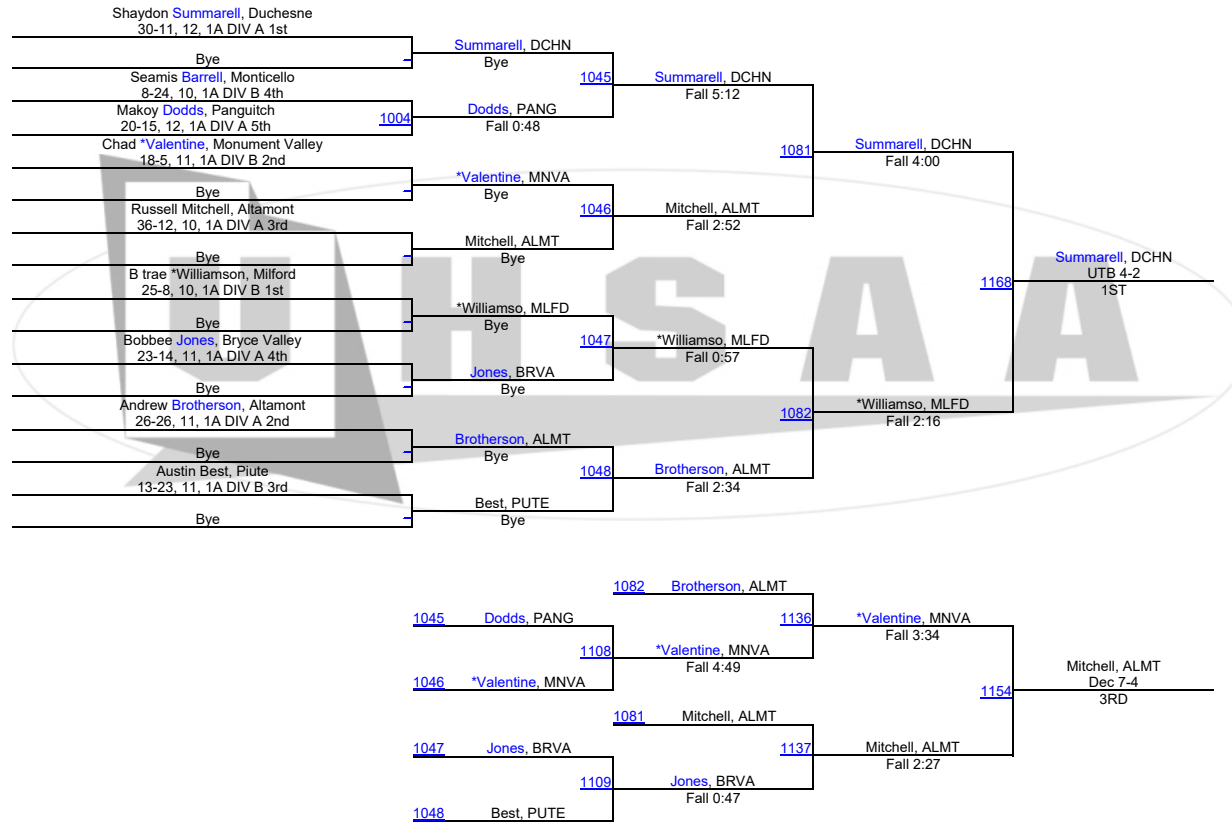 Shaydon Summarell, Duchesne
30-11, 12, 1A DIV A 1st
Bye
Seamis Barrell, Monticello
8-24, 10, 1A DIV B 4th
Makoy Dodds, Panguitch
20-15, 12, 1A DIV A 5th
1004
Chad *Valentine, Monument Valley
18-5, 11, 1A DIV B 2nd
Bye
Russell Mitchell, Altamont
36-12, 10, 1A DIV A 3rd
Bye
B trae *Williamson, Milford
25-8, 10, 1A DIV B 1st
Bye
Bobbee Jones, Bryce Valley
23-14, 11, 1A DIV A 4th
Bye
Andrew Brotherson, Altamont
26-26, 11, 1A DIV A 2nd
Bye
Austin Best, Piute
13-23, 11, 1A DIV B 3rd
Bye
Summarell, DCHN
Bye
1045
Dodds, PANG
Fall 0:48
*Valentine, MNVA
Bye
1046
Mitchell, ALMT
Bye
*Williamso, MLFD
Bye
1047
Jones, BRVA
Bye
Brotherson, ALMT
Bye
1048
Best, PUTE
Bye
Summarell, DCHN
Fall 5:12
1081
Mitchell, ALMT
Fall 2:52
*Williamso, MLFD
Fall 0:57
1082
Brotherson, ALMT
Fall 2:34
Summarell, DCHN
Fall 4:00
1168
*Williamso, MLFD
Fall 2:16
Summarell, DCHN
UTB 4-2
1ST
UHSAA
1082 Brotherson, ALMT
1045 Dodds, PANG
1136
*Valentine, MNVA
Fall 3:34
1108
*Valentine, MNVA
Fall 4:49
1046 *Valentine, MNVA
1154
Mitchell, ALMT
Dec 7-4
3RD
1081 Mitchell, ALMT
1047 Jones, BRVA
1137
Mitchell, ALMT
Fall 2:27
1109
Jones, BRVA
Fall 0:47
1048 Best, PUTE